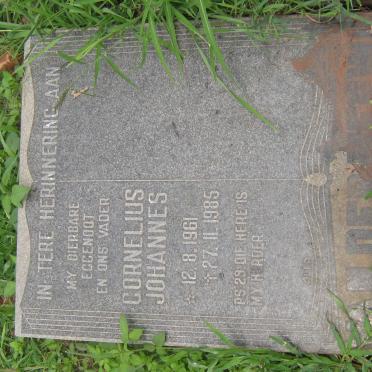 IN TERE HERINNERING AAN
MY DIERBARE
EGGENOOT
EN ONS VADER
CORNELIUS
JOHANNES
* 12.8.1961
† 27.11.1985
PS 23 DIE HERE IS
MY HERDER